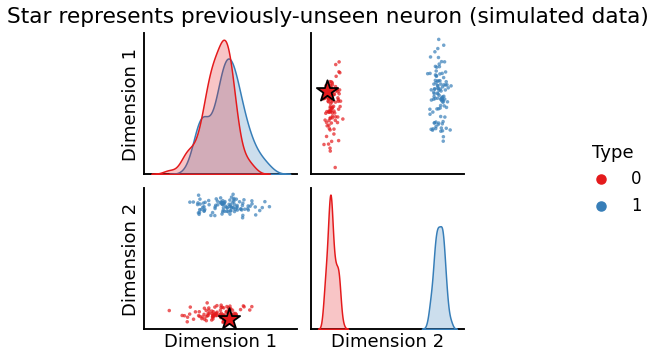 Star represents previously-unseen neuron (simulated data)
Dimension 1
Type
0
1
Dimension 2
Dimension 1
Dimension 2